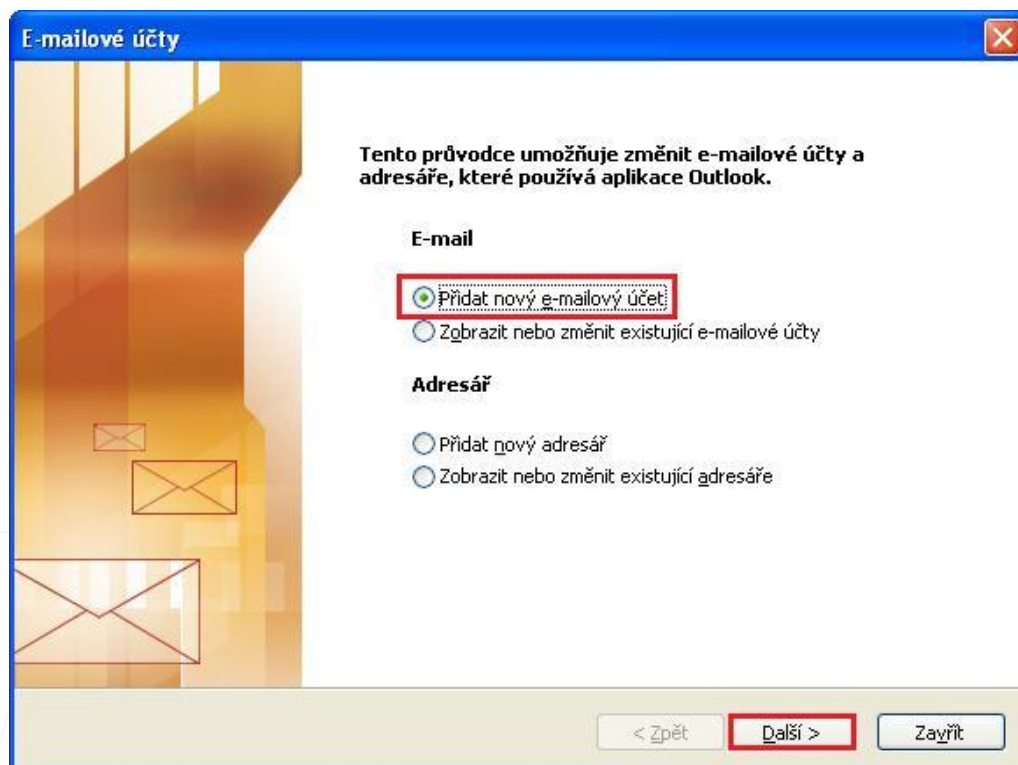 E-mailové účty
Tento průvodce umožňuje změnit e-mailové účty a
adresáře, které používá aplikace Outlook.
E-mail
Přidat nový e-mailový účet
Zobrazit nebo změnit existující e-mailové účty
Adresář
Přidat nový adresář
Zobrazit nebo změnit existující adresáře
< Zpět Další > Zavřít